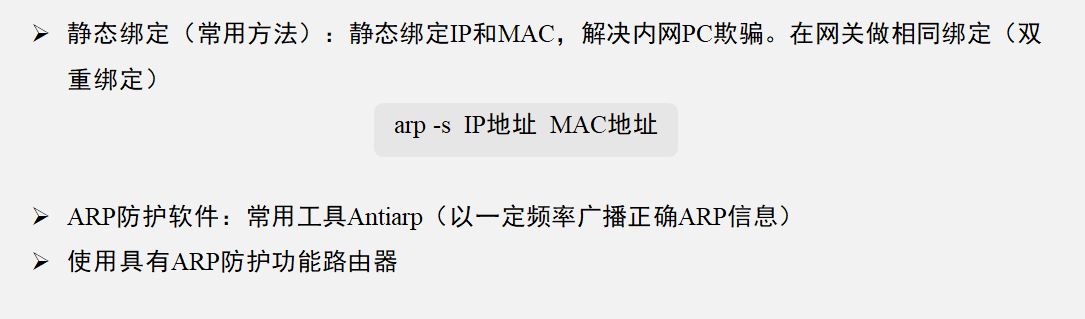 ➢ 静态绑定（常用方法）：静态绑定IP和MAC，解决内网PC欺骗。在网关做相同绑定（双
重绑定）
arp -s IP地址 MAC地址
➢ ARP防护软件：常用工具Antiarp（以一定频率广播正确ARP信息）
➢ 使用具有ARP防护功能路由器